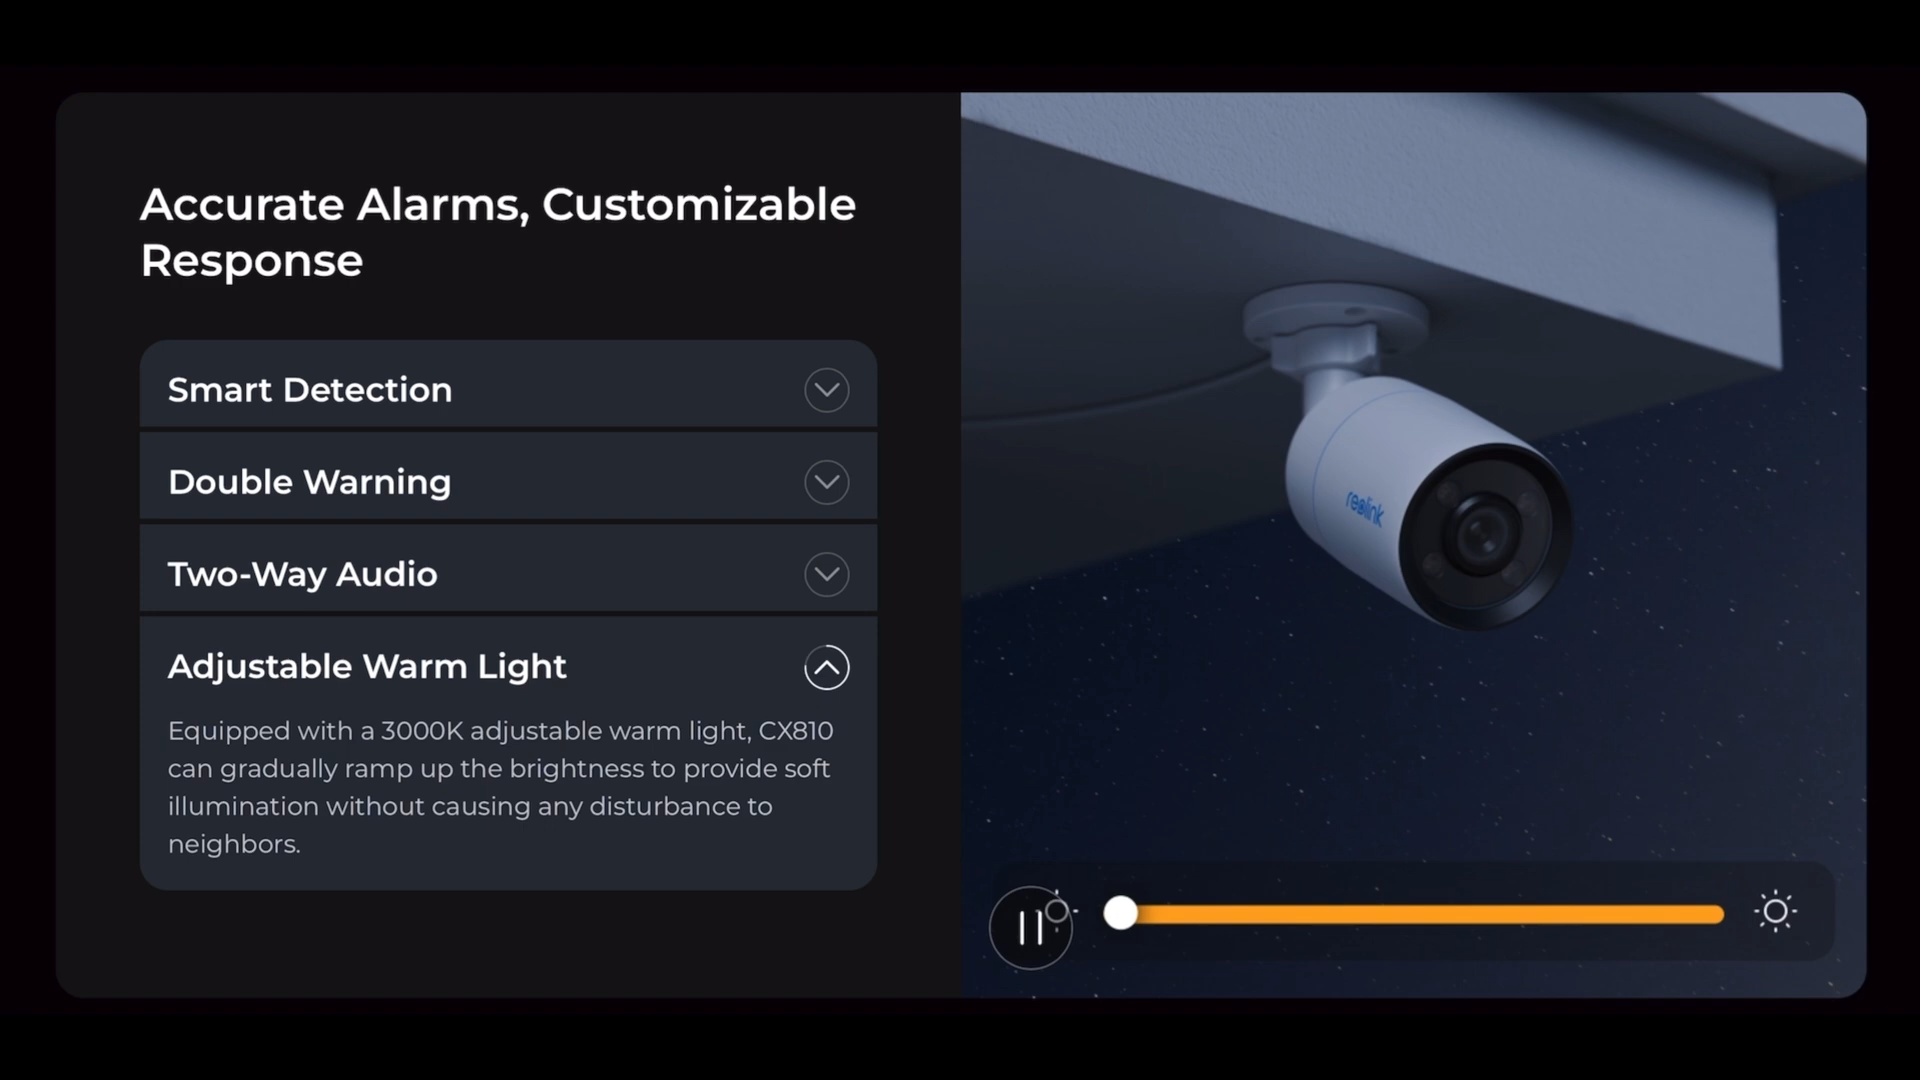 Accurate Alarms, Customizable
Response
Smart Detection
Double Warning
Two-Way Audio
Adjustable Warm Light
Equipped with a 3000K adjustable warm light, CX810
can gradually ramp up the brightness to provide soft
illumination without causing any disturbance to
neighbors.
reolink